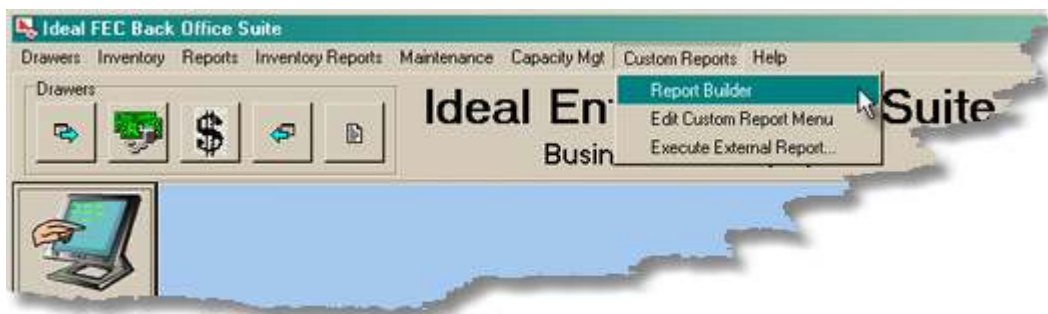 Ideal FEC Back Office Suite
Drawers Inventory Reports Inventory Reports Maintenance Capacity Mgt Custom Reports Help
Drawers
Report Builder
Edit Custom Report Menu
Execute External Report...
Ideal En Suite
Busin